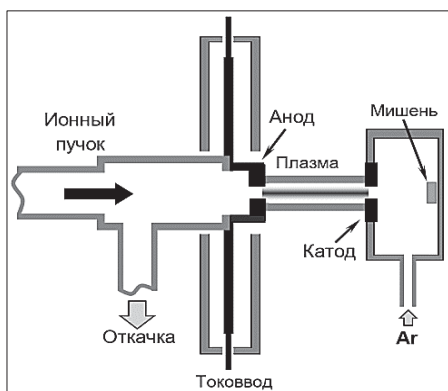 Ионный
пучок
Анод
Плазма
Мишень
Катод
Откачка
Ar
Токоввод